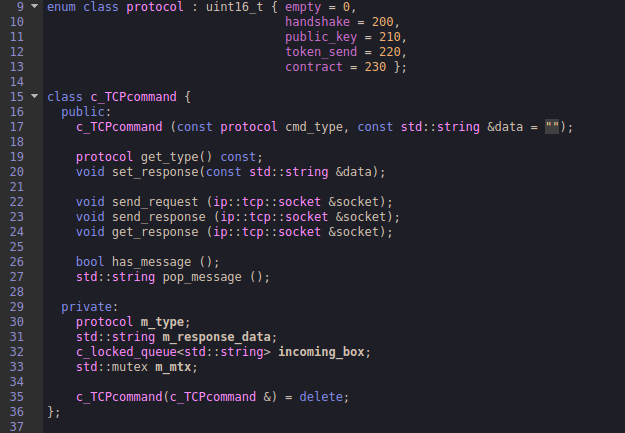 9 enum class protocol : uint16_t { empty = 0,
10                                 handshake = 200,
11                                 public_key = 210,
12                                 token_send = 220,
13                                 contract = 230 };
14
15 class c_TCPcommand {
16   public:
17     c_TCPcommand (const protocol cmd_type, const std::string &data = "");
18
19     protocol get_type() const;
20     void set_response(const std::string &data);
21
22     void send_request (ip::tcp::socket &socket);
23     void send_response (ip::tcp::socket &socket);
24     void get_response (ip::tcp::socket &socket);
25
26     bool has_message ();
27     std::string pop_message ();
28
29   private:
30     protocol m_type;
31     std::string m_response_data;
32     c_locked_queue<std::string> incoming_box;
33     std::mutex m_mtx;
34
35     c_TCPcommand(c_TCPcommand &) = delete;
36 };
37